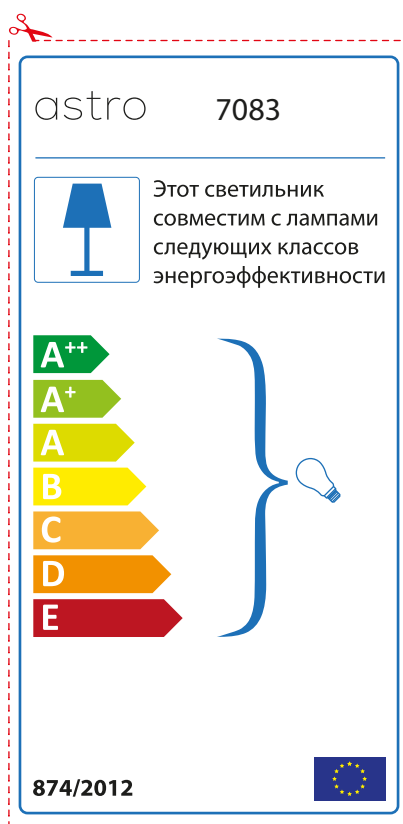 astro 7083
Этот светильник
совместим с лампами
следующих классов
энергоэффективности
A++
A+
A
B
C
D
E
874/2012